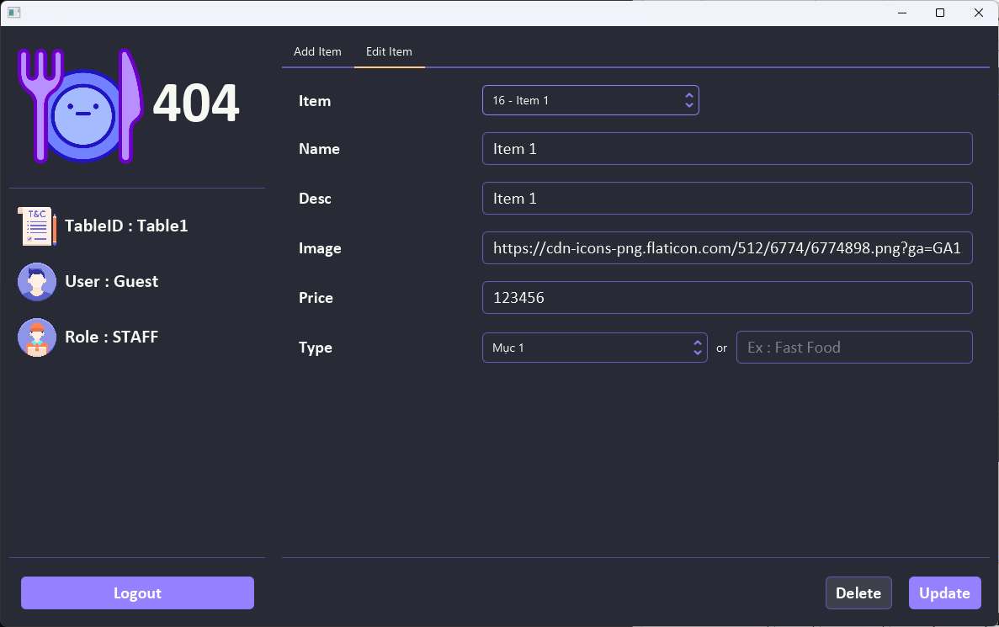 404
T&C
TableID : Table1
User : Guest
Role : STAFF
Logout
Add Item
Edit Item
Item
16 - Item 1
Name
Item 1
Desc
Item 1
Image
https://cdn-icons-png.flaticon.com/512/6774/6774898.png?ga=GA1.
Price
123456
Type
Mục 1
or
Ex : Fast Food
Delete
Update